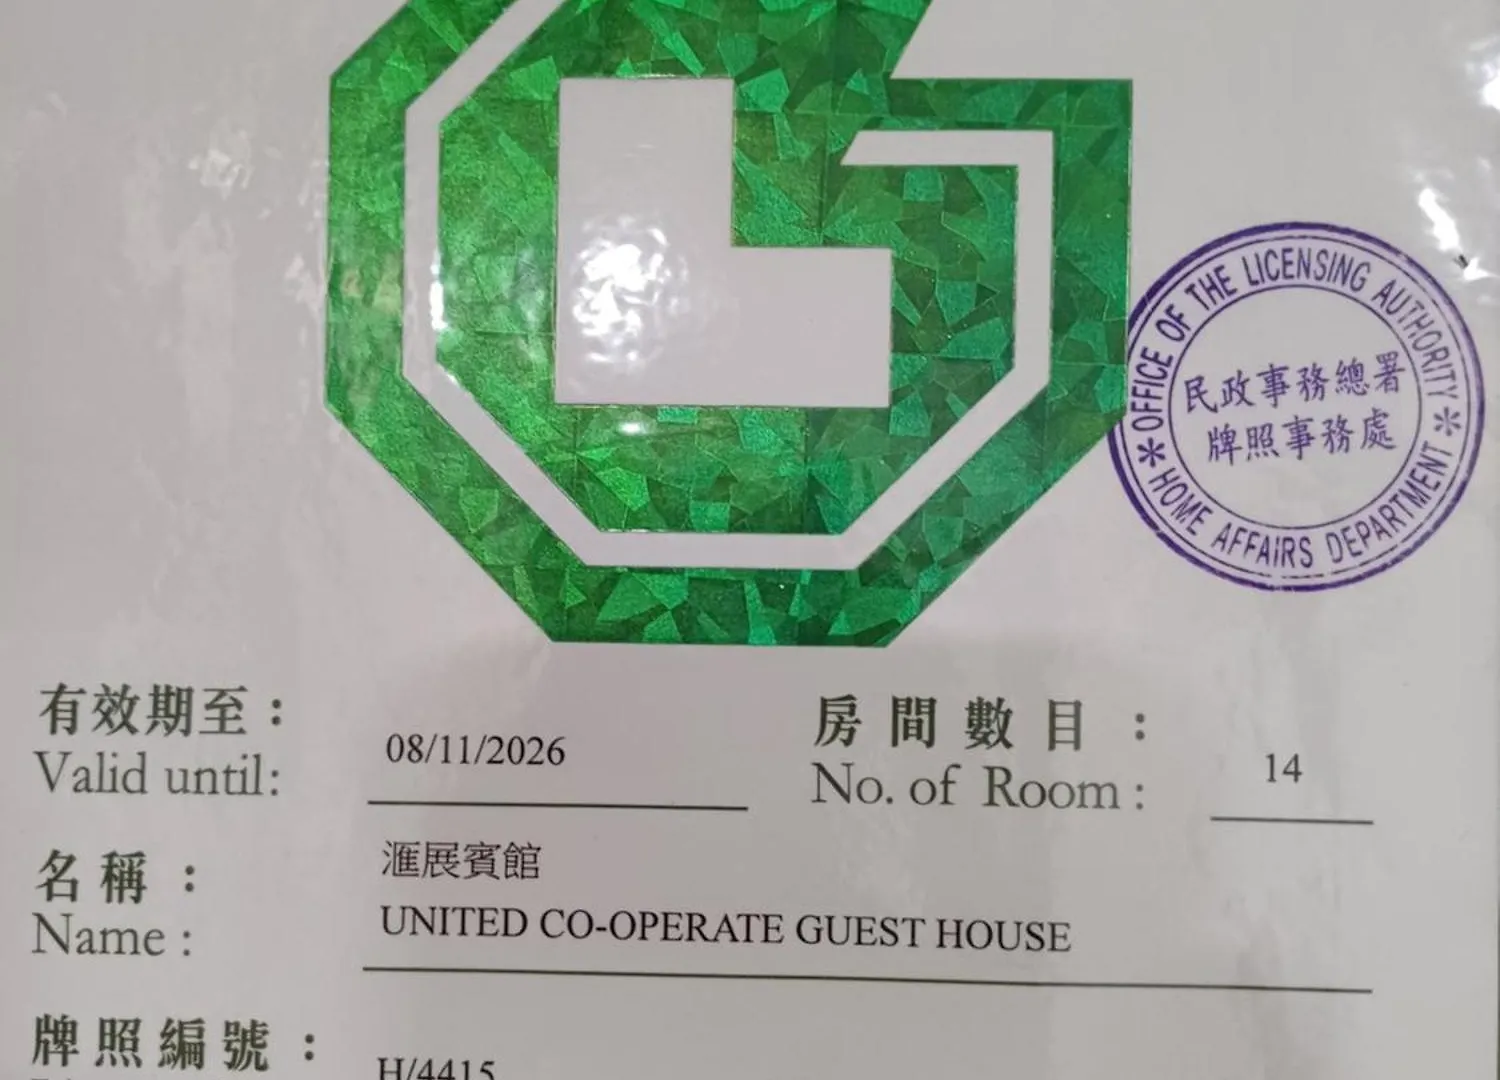 OFFICE OF THE LICENSING AUTHORITY
民政事務總署
牌照事務處
* HOME AFFAIRS DEPARTMENT *
有效期至：
Valid until: 08/11/2026
房間數目：
No. of Room: 14
名稱：
滙展賓館
Name: UNITED CO-OPERATE GUEST HOUSE
牌照編號：
H/4415